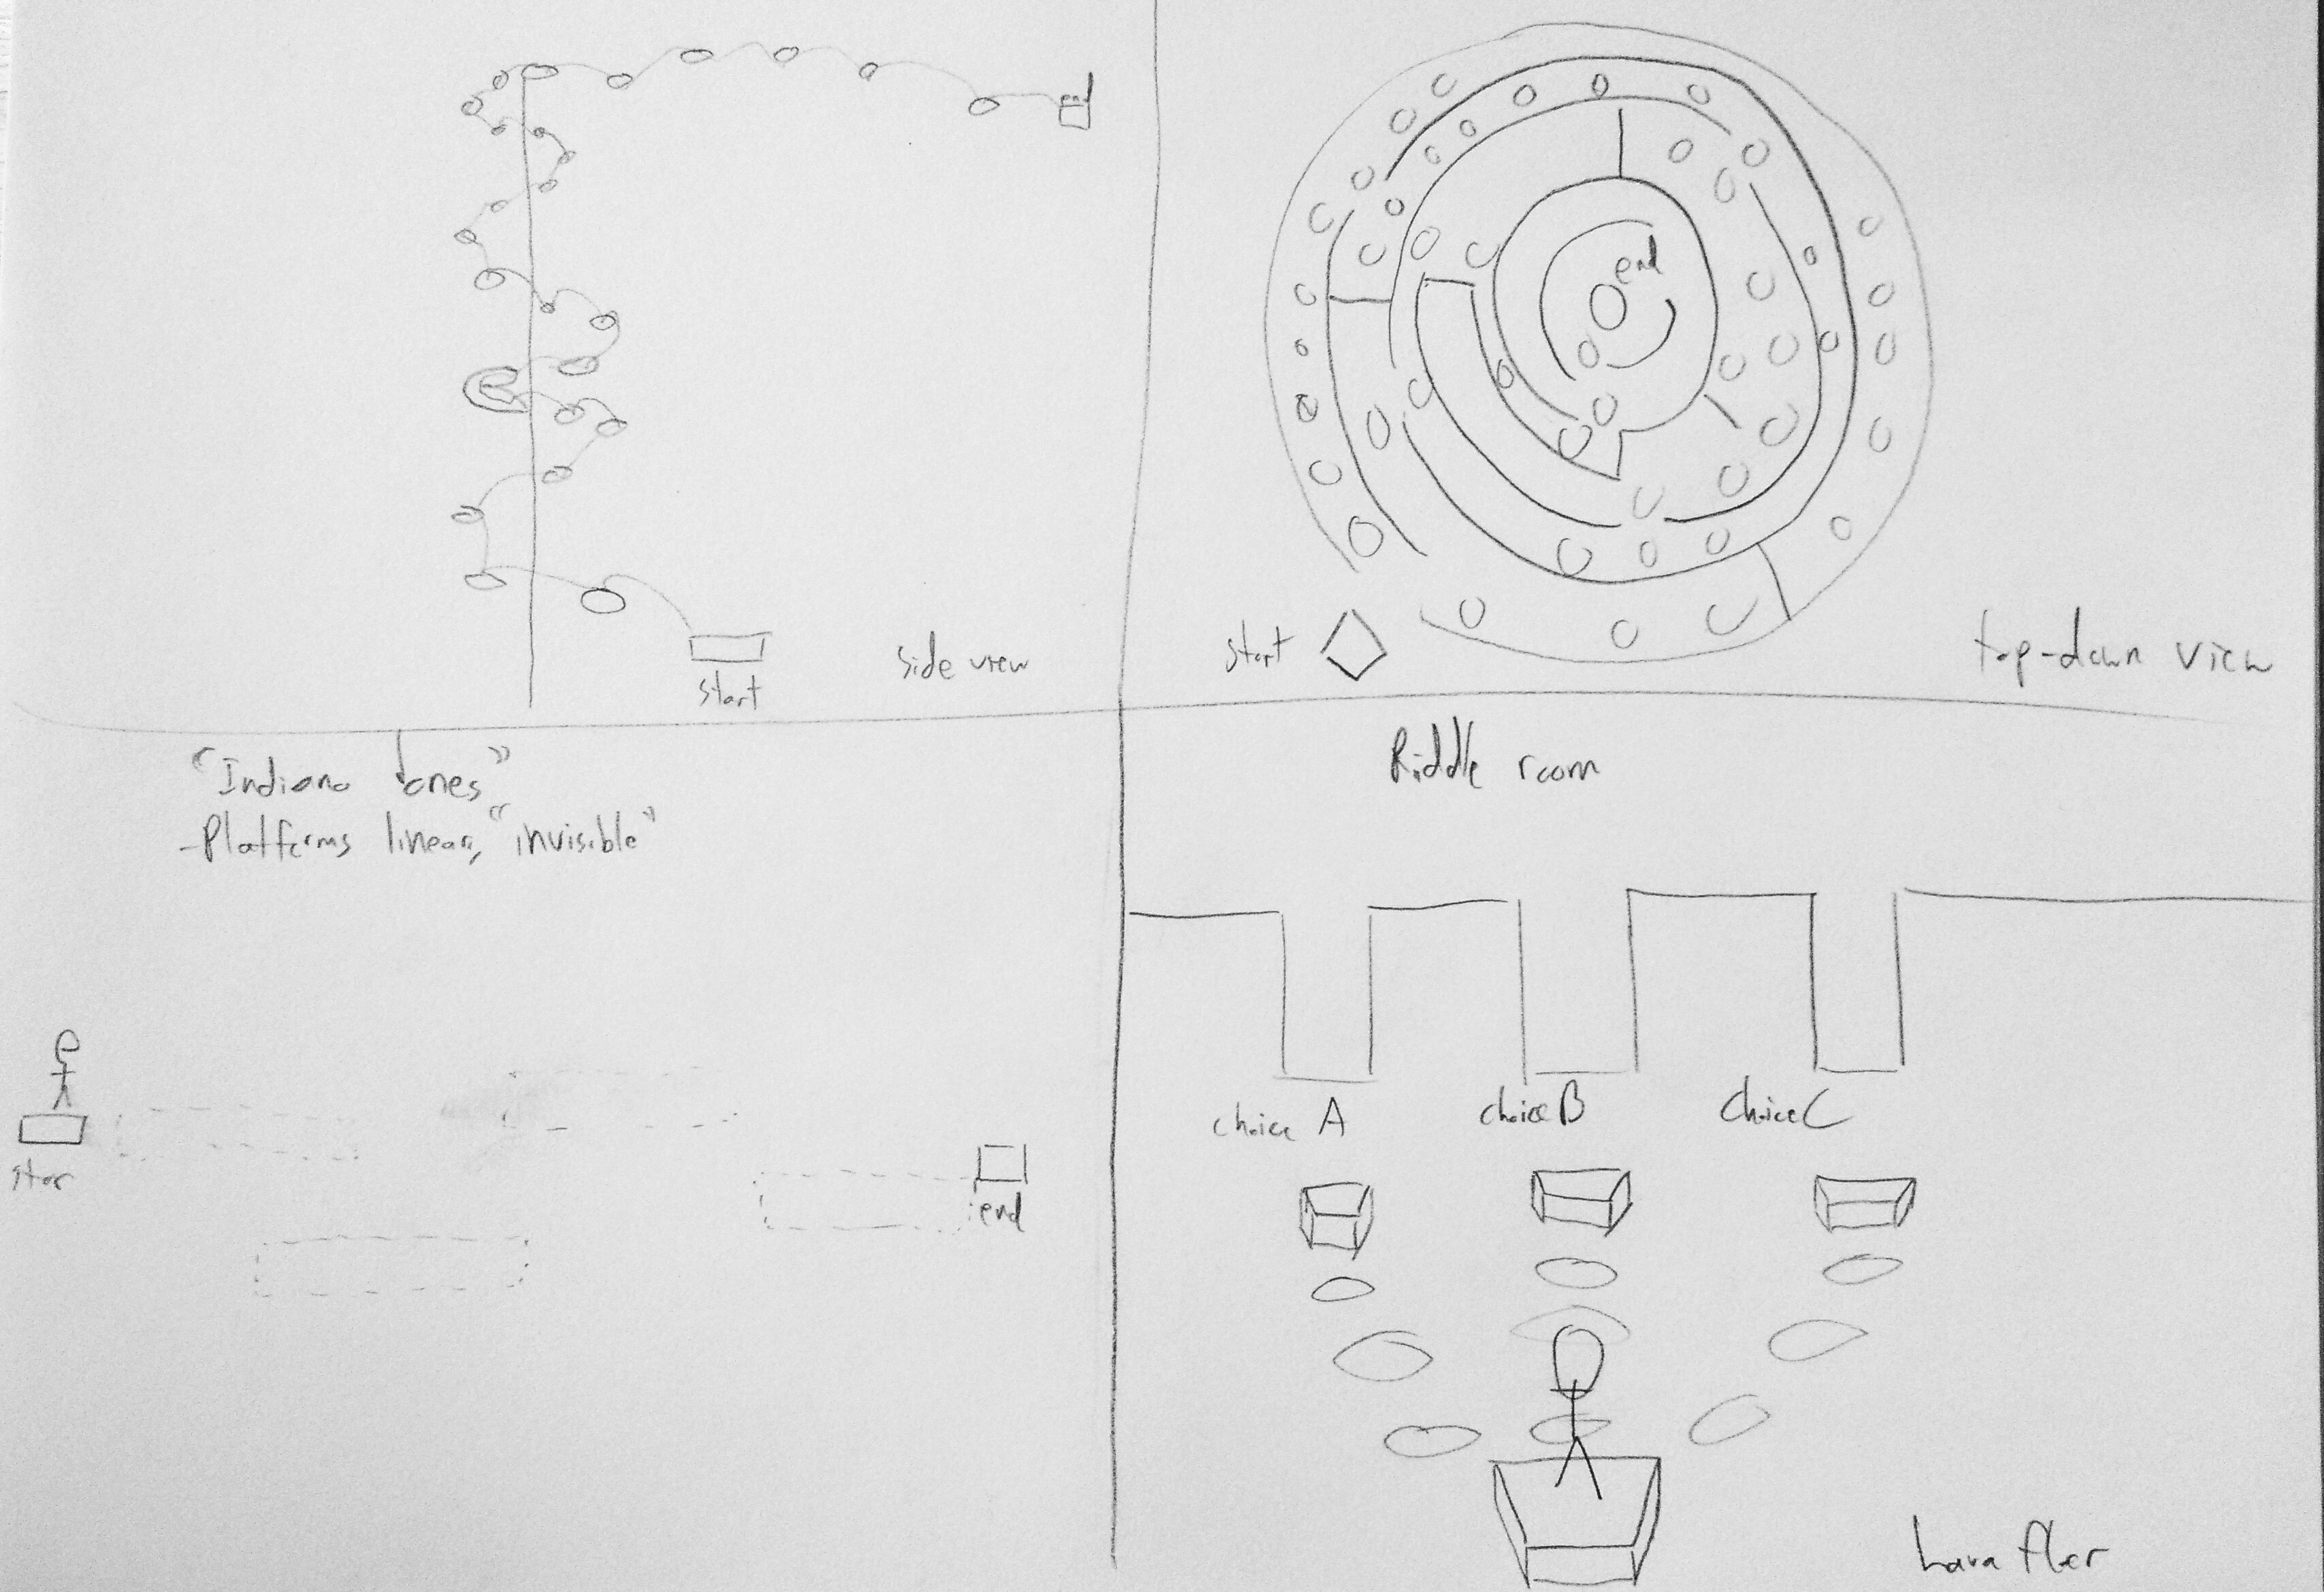 end
side view
start
end
start
top-down view
"Indiana Jones"
-Platforms linear, "invisible"
star
end
Riddle room
choice A
choice B
Choice C
Lava floor